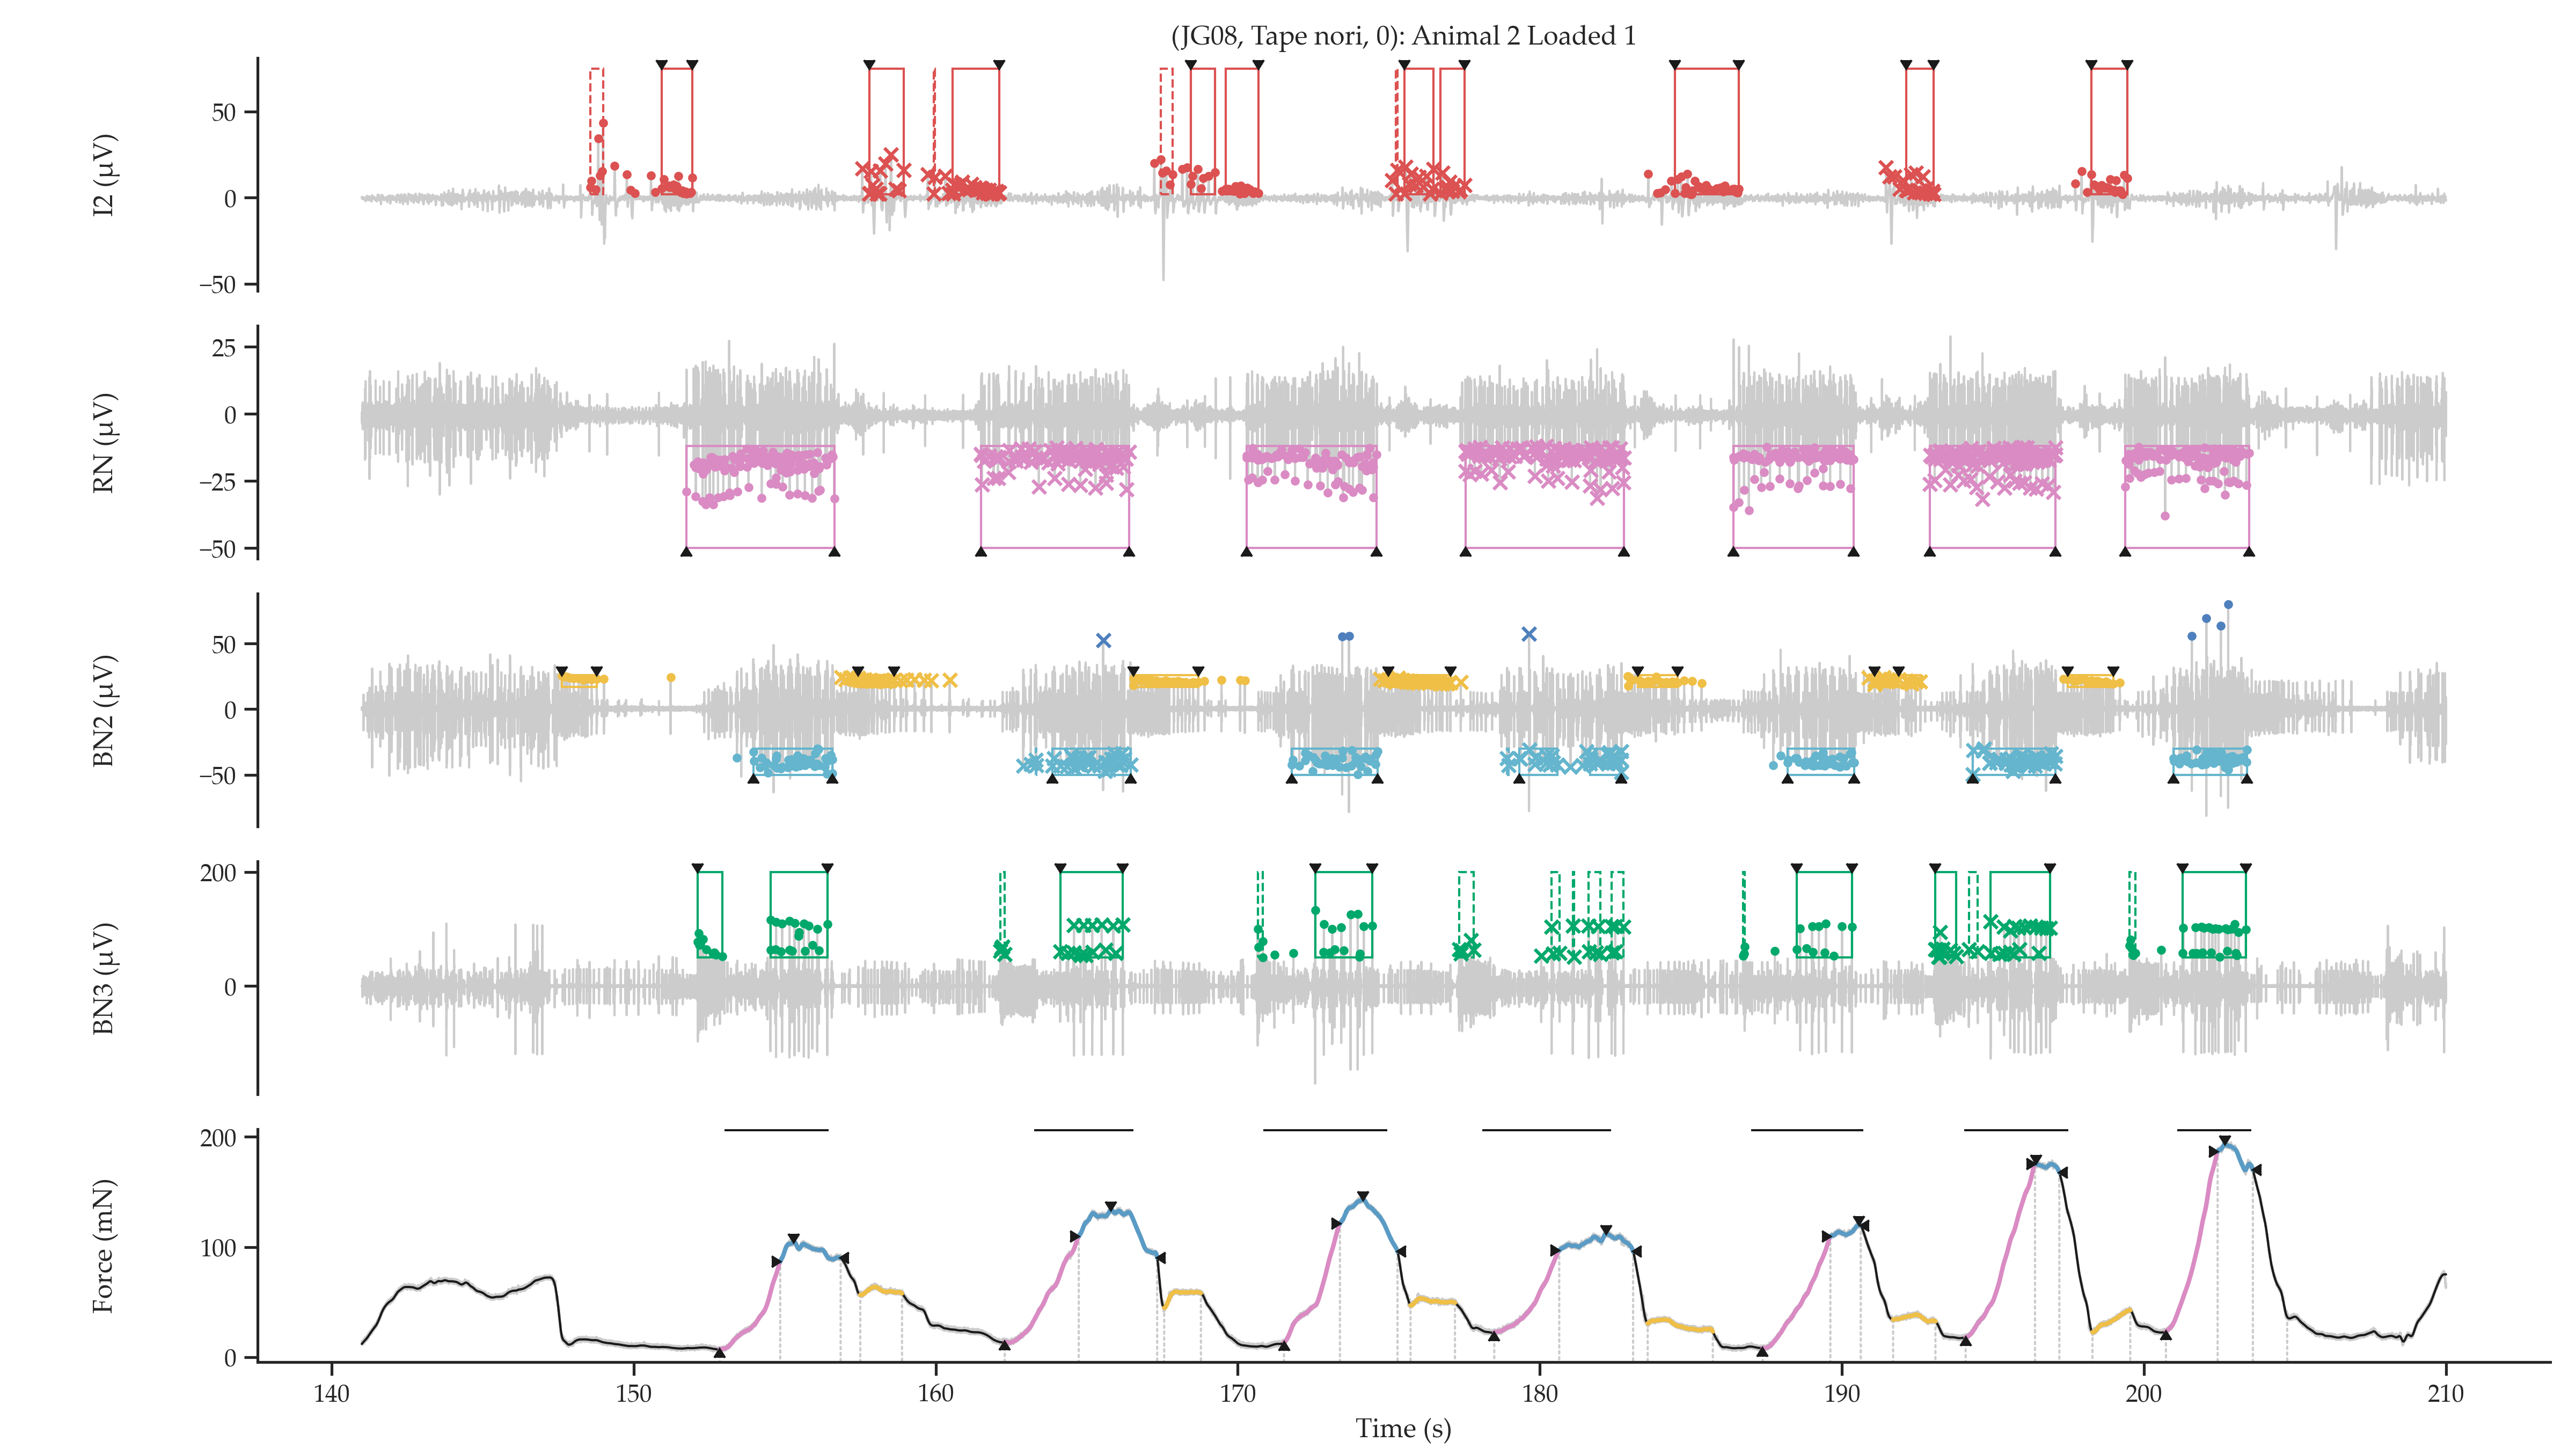 (JG08, Tape nori, 0): Animal 2 Loaded 1
I2 (µV)
50
0
−50
RN (µV)
25
0
−25
−50
BN2 (µV)
50
0
−50
BN3 (µV)
200
0
Force (mN)
200
100
0
140 150 160 170 180 190 200 210
Time (s)